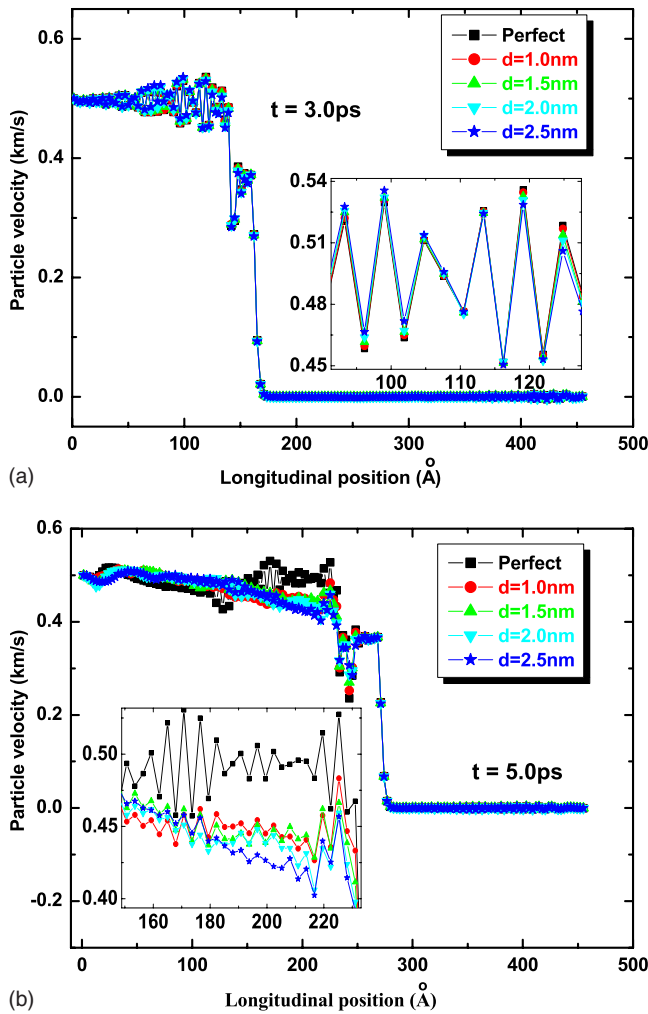 0.6
Perfect
d=1.0nm
d=1.5nm
d=2.0nm
d=2.5nm
t = 3.0ps
Particle velocity (km/s)
0.4
0.2
0.0
0.54
0.51
0.48
0.45
100 110 120
0 100 200 300 400 500
Longitudinal position (Å)
(a)
0.6
Perfect
d=1.0nm
d=1.5nm
d=2.0nm
d=2.5nm
Particle velocity (km/s)
0.4
0.2
0.0
-0.2
0.50
0.45
0.40
160 180 200 220
t = 5.0ps
0 100 200 300 400 500
Longitudinal position (Å)
(b)